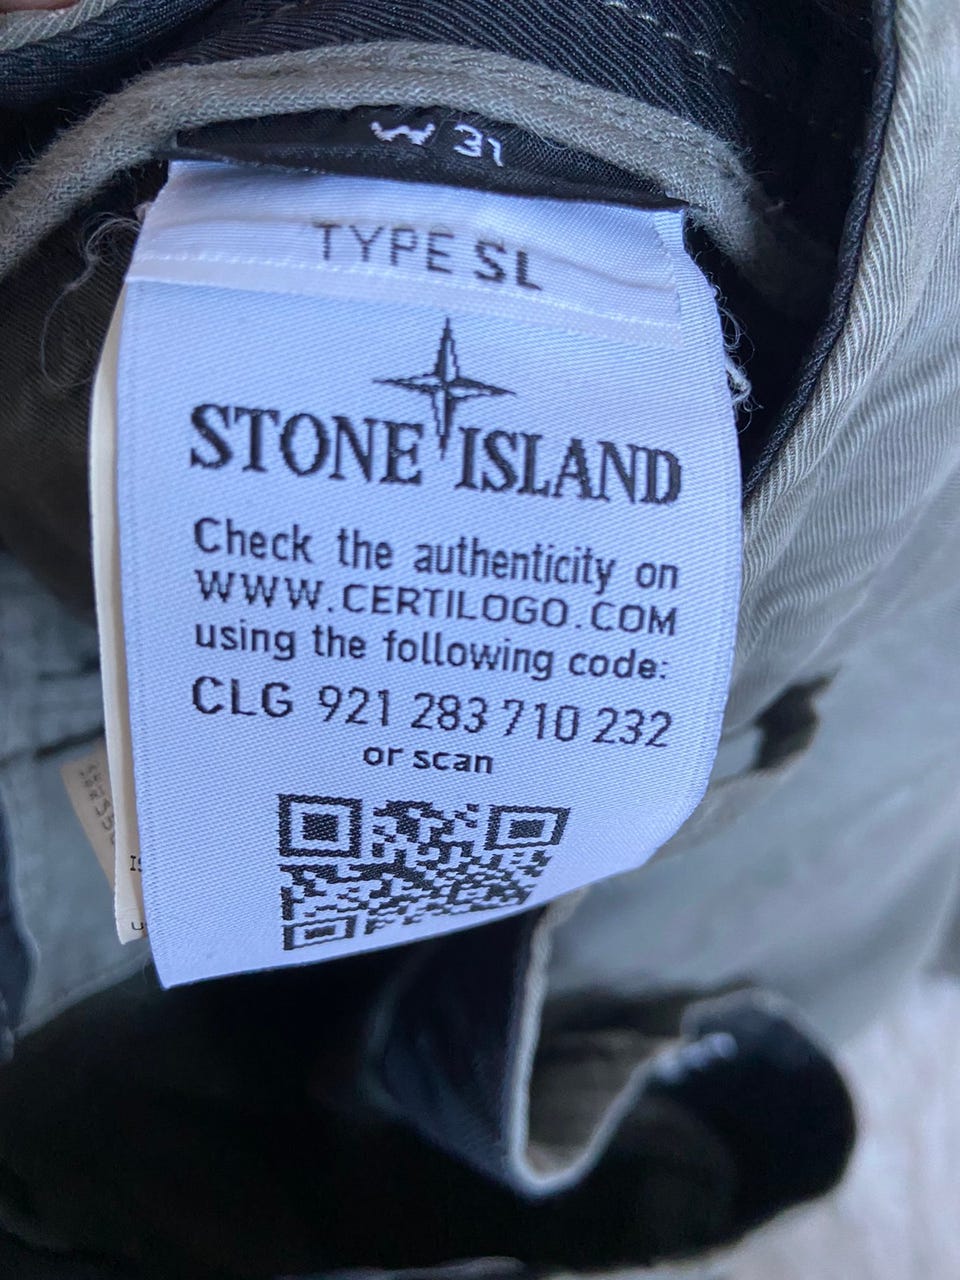 W 31
TYPE SL
STONE ISLAND
Check the authenticity on
WWW.CERTILOGO.COM
using the following code:
CLG 921 283 710 232
or scan